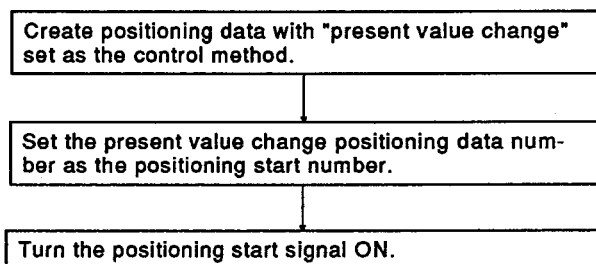 Create positioning data with "present value change"
set as the control method.
Set the present value change positioning data num-
ber as the positioning start number.
Turn the positioning start signal ON.